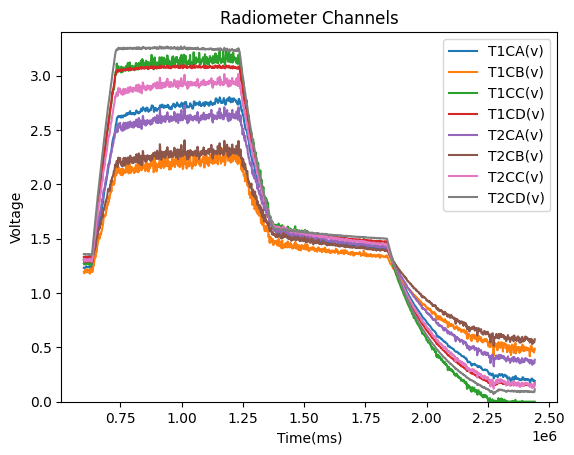 Radiometer Channels
T1CA(v)
T1CB(v)
T1CC(v)
T1CD(v)
T2CA(v)
T2CB(v)
T2CC(v)
T2CD(v)
Voltage
3.0
2.5
2.0
1.5
1.0
0.5
0.0
0.75
1.00
1.25
1.50
1.75
2.00
2.25
2.50
1e6
Time(ms)